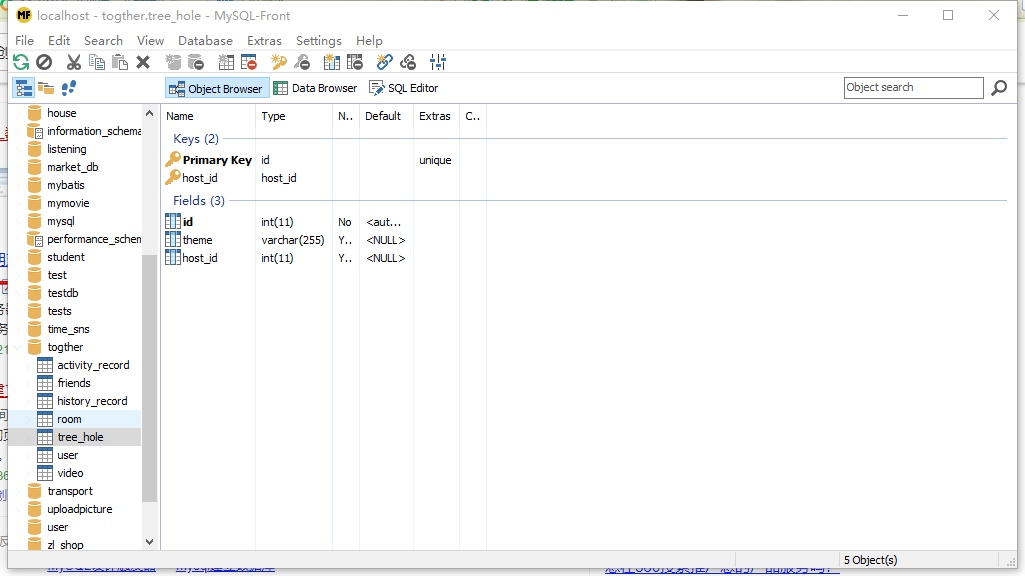 localhost - togther.tree_hole - MySQL-Front
File Edit Search View Database Extras Settings Help
Object Browser Data Browser SQL Editor Object search
house
information_schema
listening
market_db
mybatis
mymovie
mysql
performance_schem
student
test
testdb
tests
time_sns
togther
activity_record
friends
history_record
room
tree_hole
user
video
transport
uploadpicture
user
zl_shop
Name Type N.. Default Extras C..
Keys (2)
Primary Key id unique
host_id host_id
Fields (3)
id int(11) No <aut...
theme varchar(255) Y.. <NULL>
host_id int(11) Y.. <NULL>
5 Object(s)